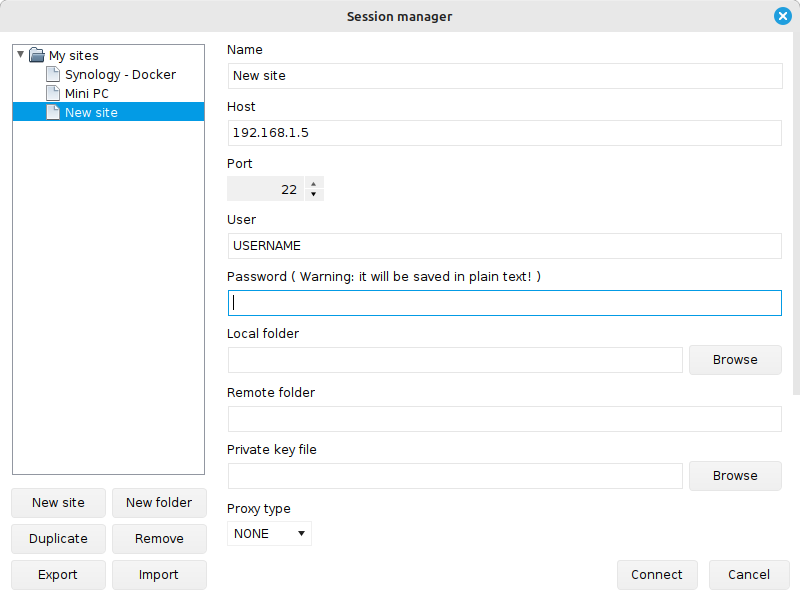 Session manager
My sites
Synology - Docker
Mini PC
New site
Name
New site
Host
192.168.1.5
Port
22
User
USERNAME
Password ( Warning: it will be saved in plain text! )
Local folder
Browse
Remote folder
Private key file
Browse
Proxy type
NONE
New site New folder
Duplicate Remove
Export Import
Connect Cancel